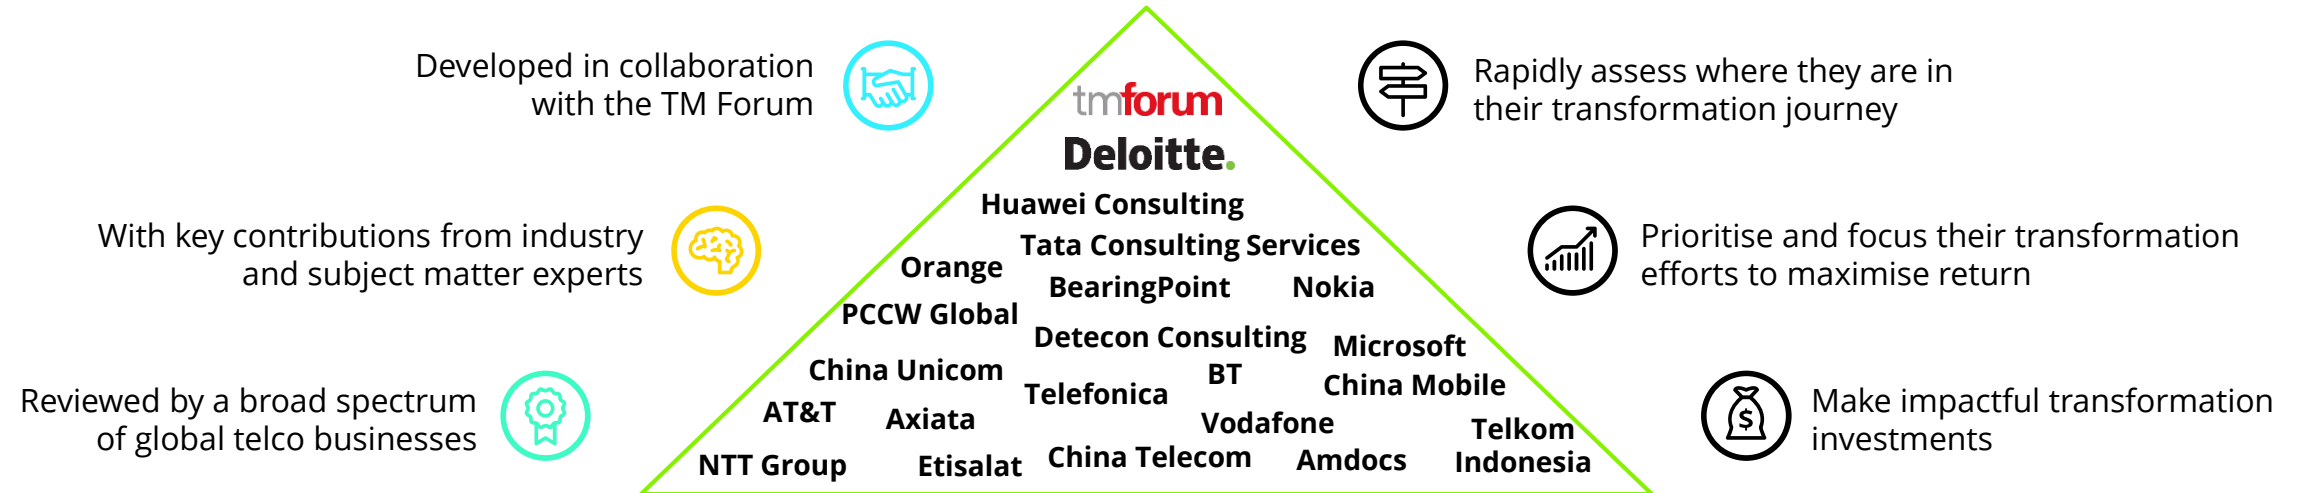 Developed in collaboration
with the TM Forum
With key contributions from industry
and subject matter experts
Reviewed by a broad spectrum
of global telco businesses
tmforum
Deloitte.
Huawei Consulting
Tata Consulting Services
Orange
BearingPoint
Nokia
PCCW Global
Detecon Consulting
Microsoft
China Unicom
BT
China Mobile
Telefonica
AT&T
Axiata
Vodafone
Telkom
Indonesia
NTT Group
Etisalat
China Telecom
Amdocs
Rapidly assess where they are in
their transformation journey
Prioritise and focus their transformation
efforts to maximise return
$
Make impactful transformation
investments